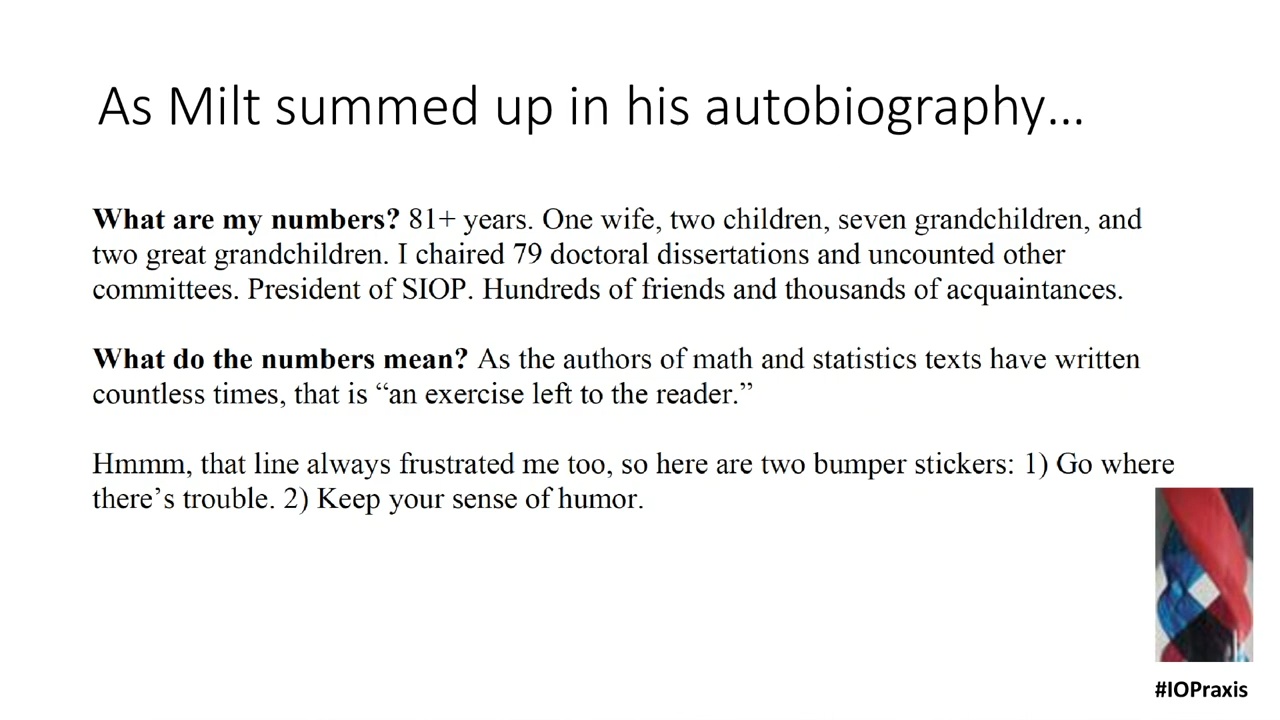 As Milt summed up in his autobiography…
What are my numbers? 81+ years. One wife, two children, seven grandchildren, and
two great grandchildren. I chaired 79 doctoral dissertations and uncounted other
committees. President of SIOP. Hundreds of friends and thousands of acquaintances.
What do the numbers mean? As the authors of math and statistics texts have written
countless times, that is “an exercise left to the reader.”
Hmmm, that line always frustrated me too, so here are two bumper stickers: 1) Go where
there’s trouble. 2) Keep your sense of humor.
#IOPraxis